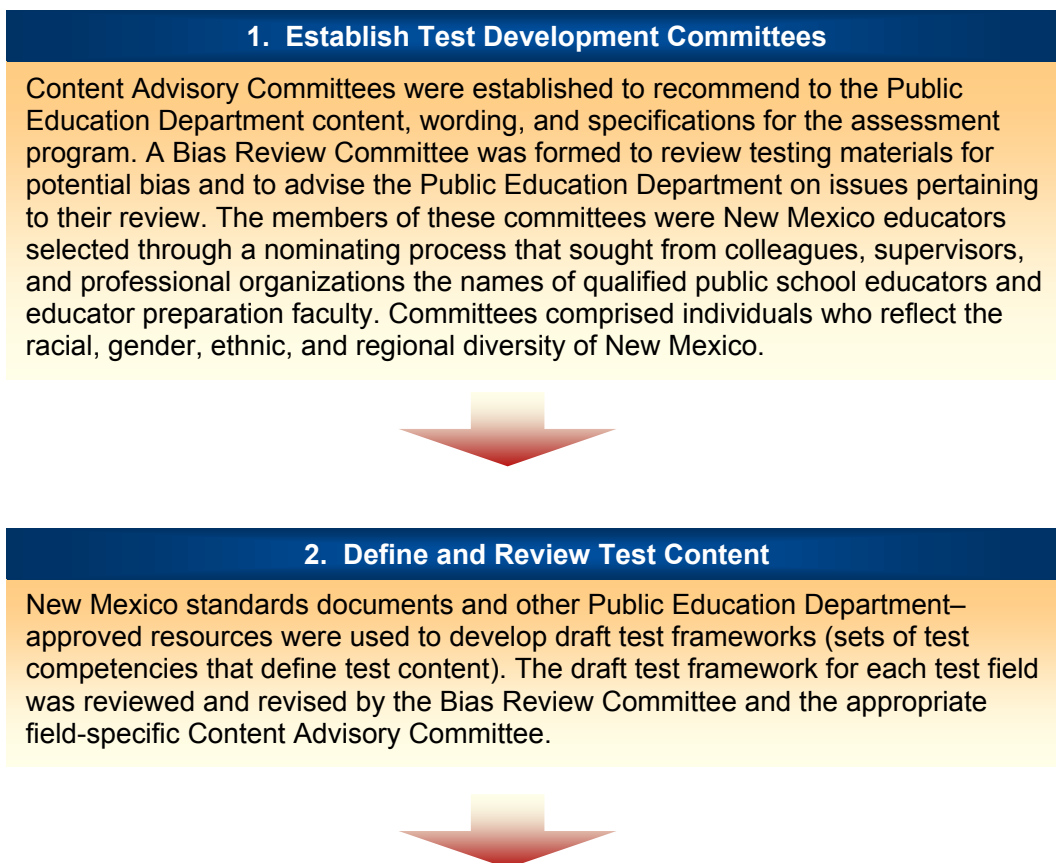 1. Establish Test Development Committees
Content Advisory Committees were established to recommend to the Public
Education Department content, wording, and specifications for the assessment
program. A Bias Review Committee was formed to review testing materials for
potential bias and to advise the Public Education Department on issues pertaining
to their review. The members of these committees were New Mexico educators
selected through a nominating process that sought from colleagues, supervisors,
and professional organizations the names of qualified public school educators and
educator preparation faculty. Committees comprised individuals who reflect the
racial, gender, ethnic, and regional diversity of New Mexico.
2. Define and Review Test Content
New Mexico standards documents and other Public Education Department–
approved resources were used to develop draft test frameworks (sets of test
competencies that define test content). The draft test framework for each test field
was reviewed and revised by the Bias Review Committee and the appropriate
field-specific Content Advisory Committee.